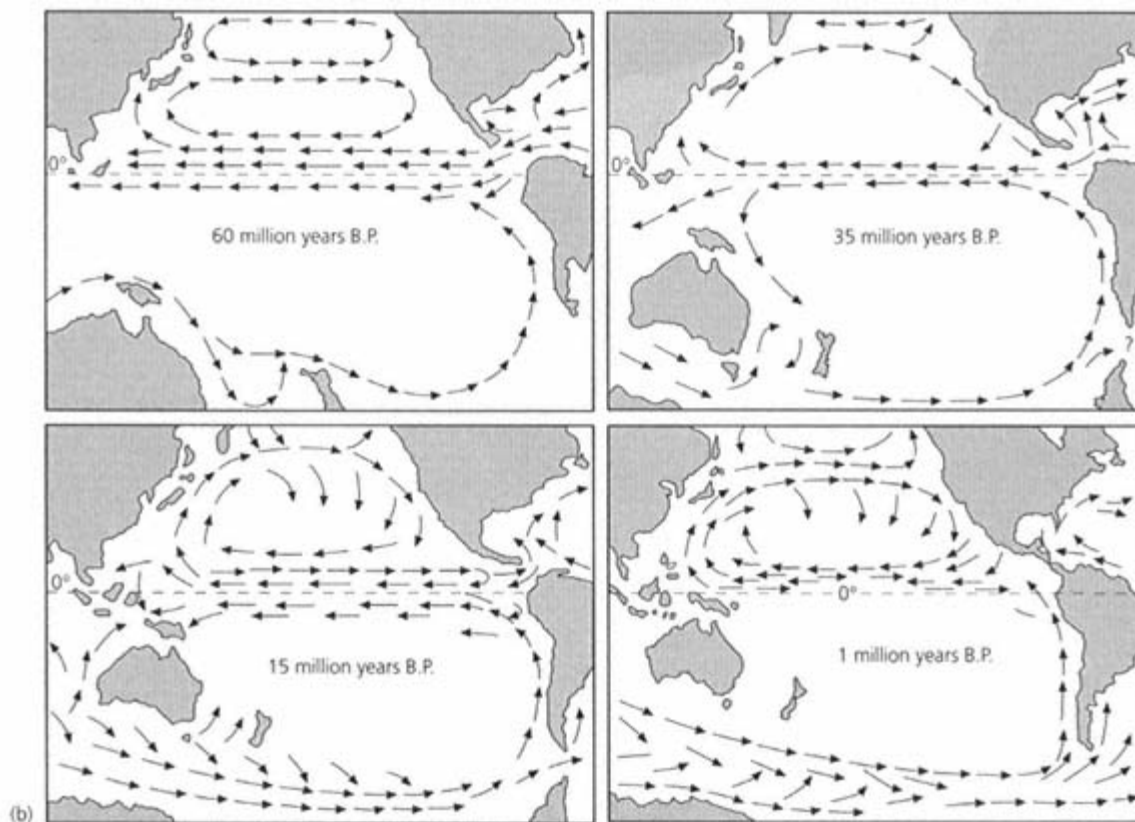 0°
60 million years B.P.
0°
35 million years B.P.
?
0°
15 million years B.P.
0°
1 million years B.P.
(b)